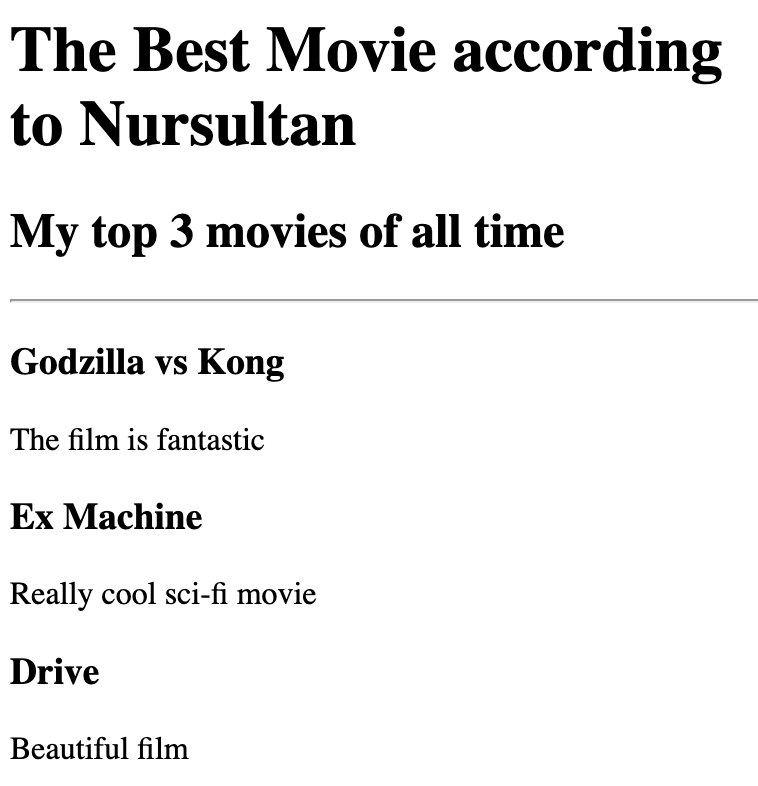 The Best Movie according
to Nursultan
My top 3 movies of all time
Godzilla vs Kong
The film is fantastic
Ex Machine
Really cool sci-fi movie
Drive
Beautiful film